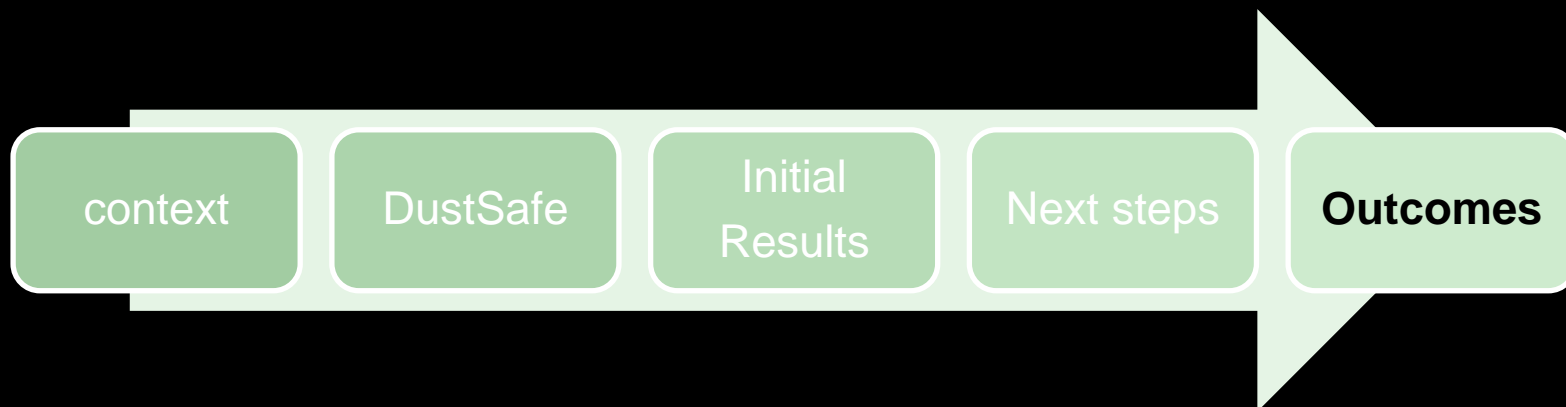 context
DustSafe
Initial
Results
Next steps
Outcomes